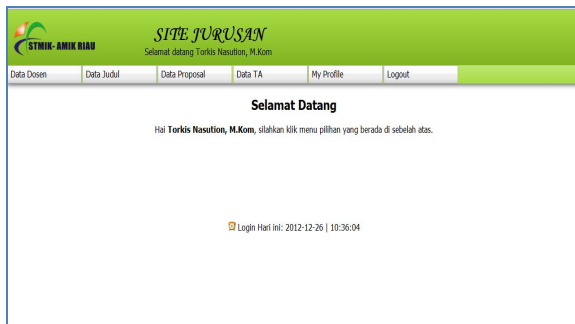 STMIK- AMIK RIAU
SITE JURUSAN
Selamat datang Torkis Nasution, M.Kom
Data Dosen Data Judul Data Proposal Data TA My Profile Logout
Selamat Datang
Hai Torkis Nasution, M.Kom, silahkan klik menu pilihan yang berada di sebelah atas.
Login Hari ini: 2012-12-26 | 10:36:04